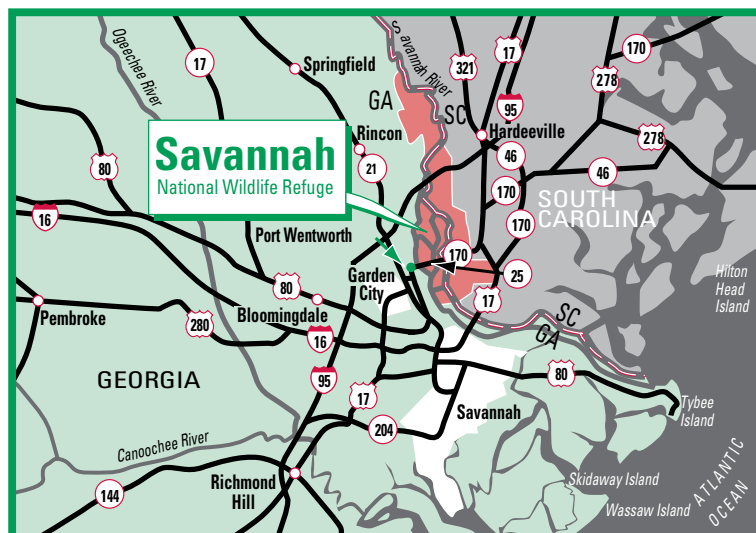 17
170
Ogeechee River
Savannah River
321
17
278
Springfield
GA
SC
95
Hardeeville
278
Rincon
46
Savannah
National Wildlife Refuge
21
80
46
170
16
SOUTH
CAROLINA
170
Port Wentworth
170
25
Garden
City
Hilton
Head
Island
80
17
Pembroke
Bloomingdale
280
16
SC
GA
GEORGIA
95
80
17
Savannah
Tybee
Island
204
Canoochee River
Richmond
Hill
Skidaway Island
144
Wassaw Island
ATLANTIC
OCEAN